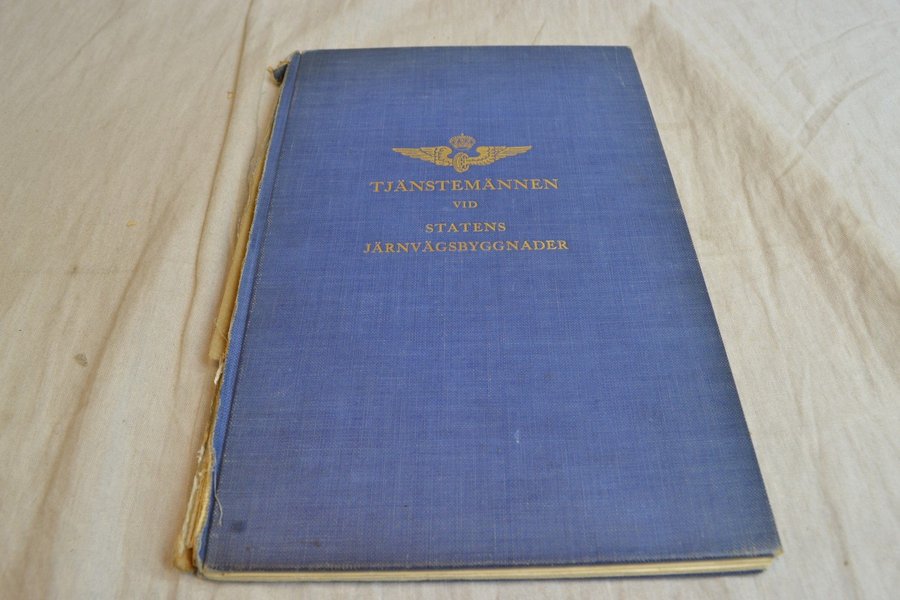 TJÄNSTEMÄNNEN
VID
STATENS
JÄRNVÄGSBYGGNADER